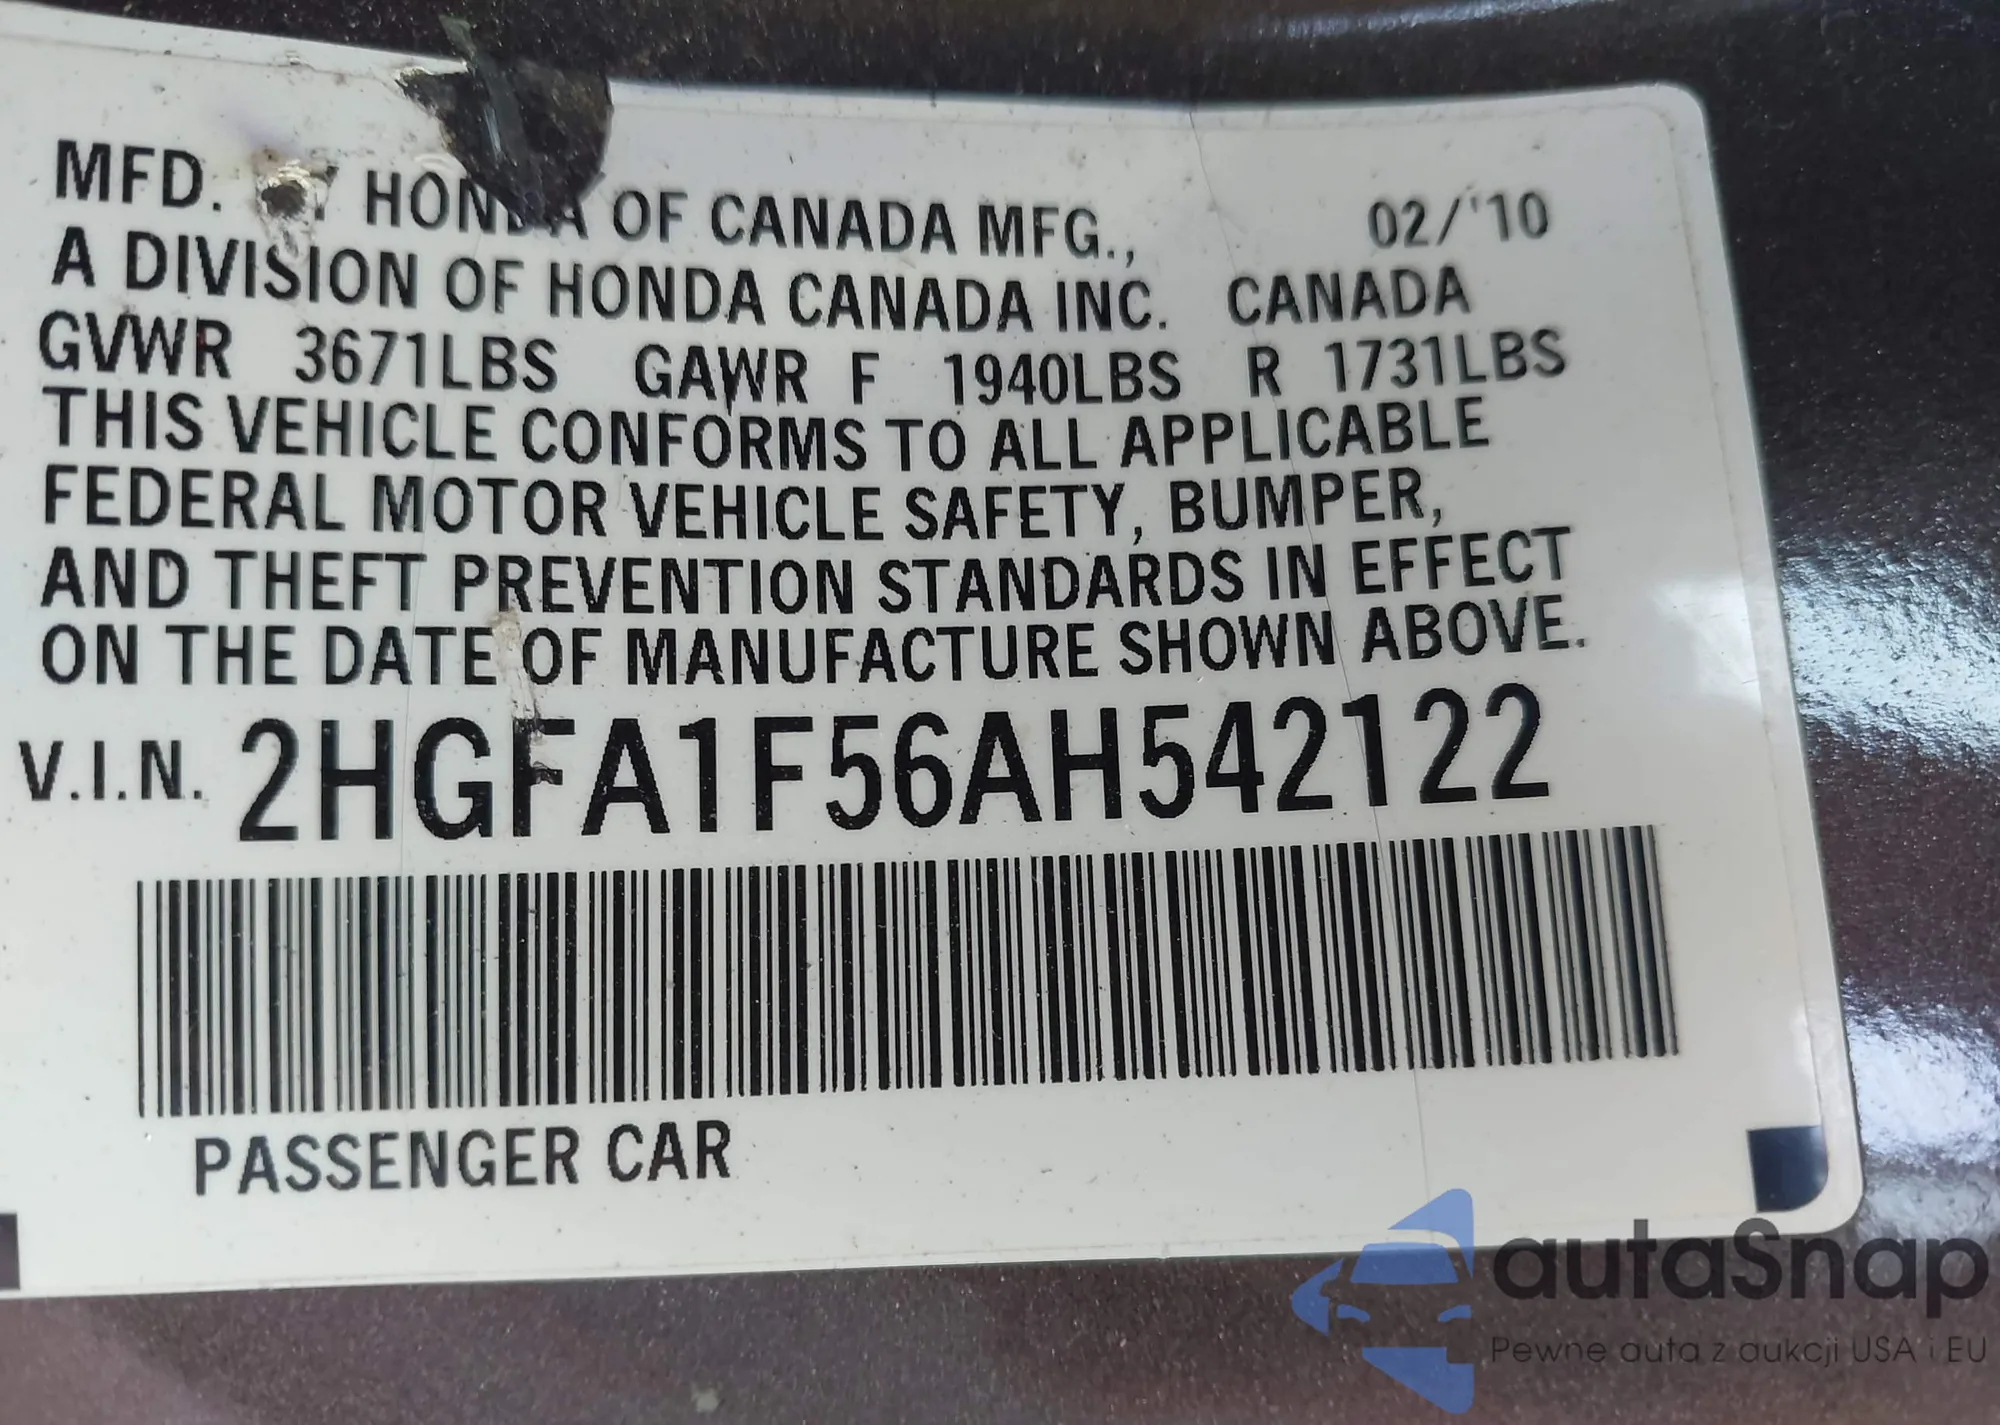 MFD. BY HONDA OF CANADA MFG., 02/'10
A DIVISION OF HONDA CANADA INC. CANADA
GVWR 3671LBS GAWR F 1940LBS R 1731LBS
THIS VEHICLE CONFORMS TO ALL APPLICABLE
FEDERAL MOTOR VEHICLE SAFETY, BUMPER,
AND THEFT PREVENTION STANDARDS IN EFFECT
ON THE DATE OF MANUFACTURE SHOWN ABOVE.
V.I.N. 2HGFA1F56AH542122
PASSENGER CAR
autaSnap
Pewne auta z aukcji USA i EU